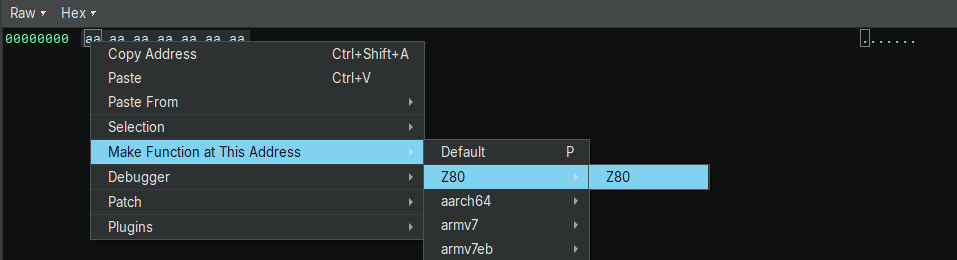 Raw ▾ Hex ▾
00000000 aa aa aa aa aa aa aa .......
Copy Address Ctrl+Shift+A
Paste Ctrl+V
Paste From
Selection
Make Function at This Address
Default P
Debugger
Z80
Z80
Patch
aarch64
Plugins
armv7
armv7eb